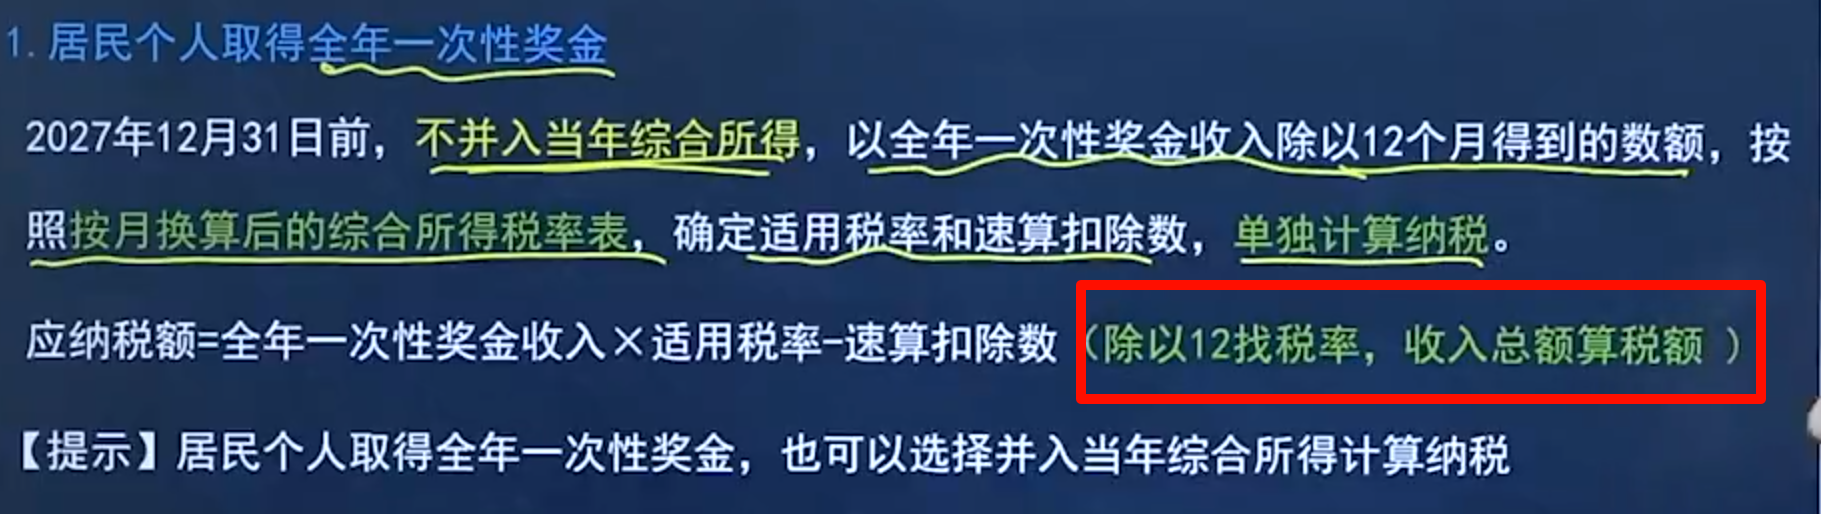 1.居民个人取得全年一次性奖金
2027年12月31日前，不并入当年综合所得，以全年一次性奖金收入除以12个月得到的数额，按
照按月换算后的综合所得税率表，确定适用税率和速算扣除数，单独计算纳税。
应纳税额=全年一次性奖金收入×适用税率-速算扣除数（除以12找税率，收入总额算税额 ）
【提示】居民个人取得全年一次性奖金，也可以选择并入当年综合所得计算纳税